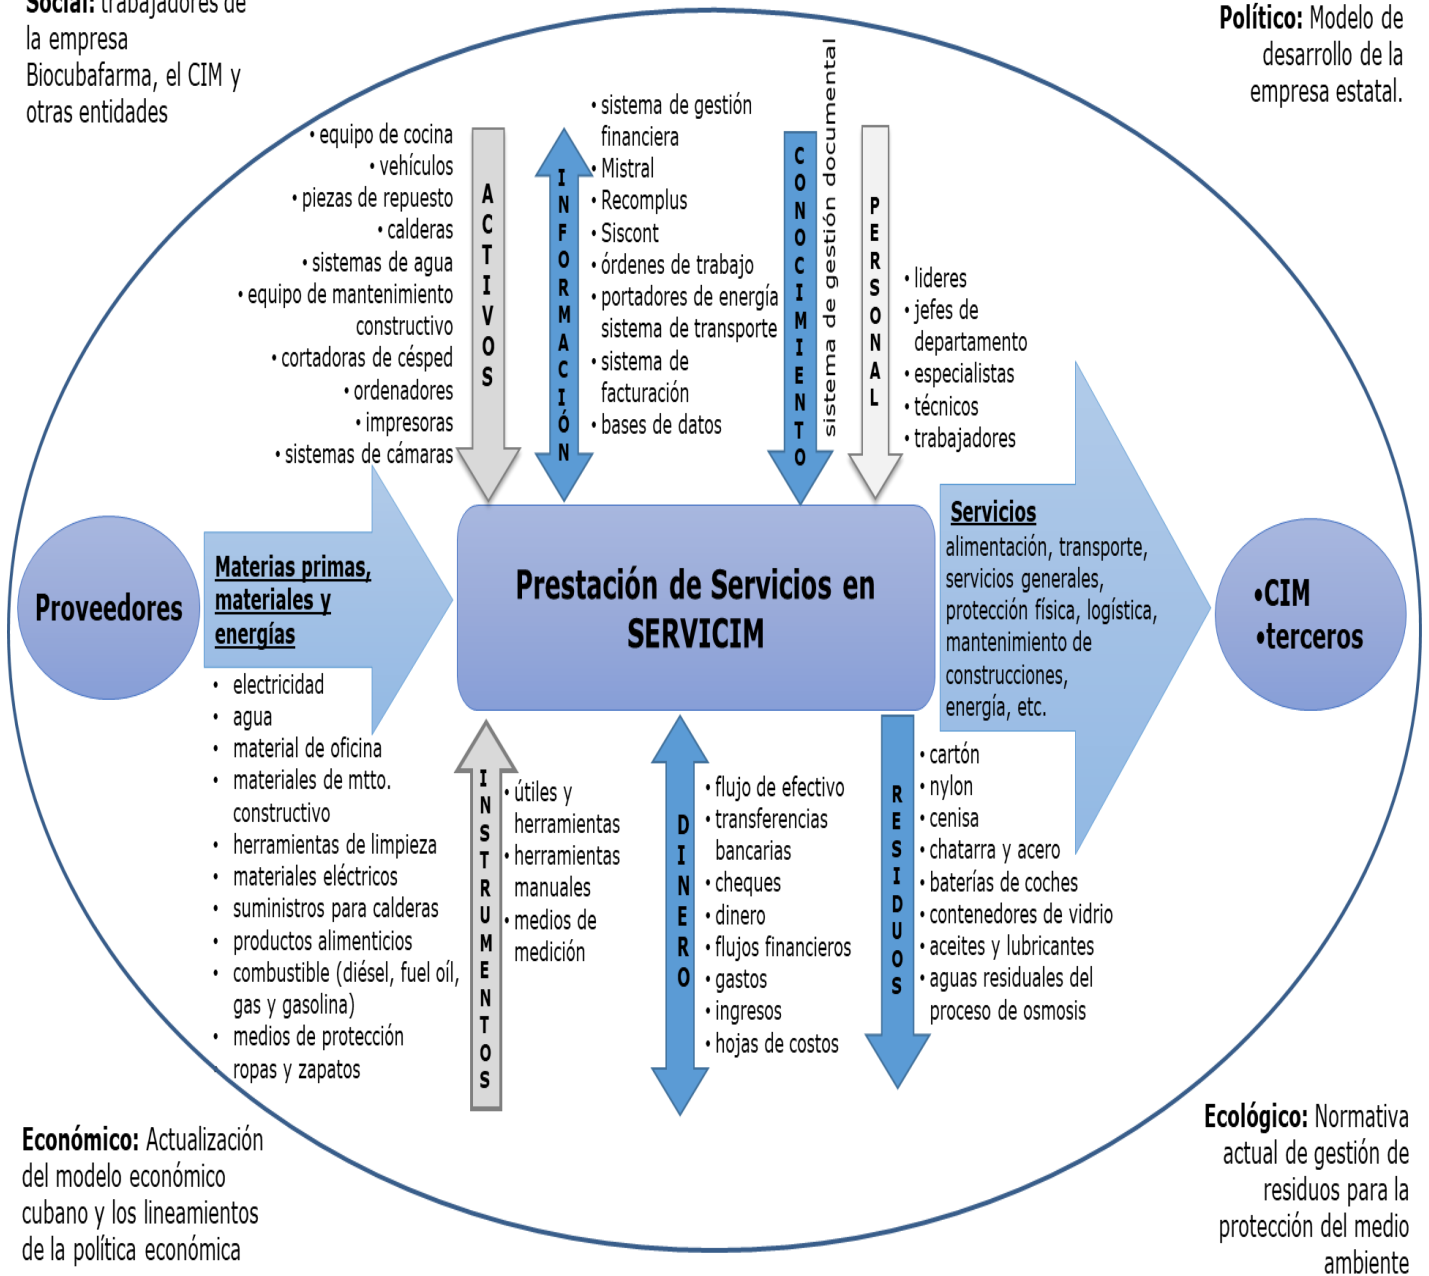 Social: trabajadores de
la empresa
Biocubafarma, el CIM y
otras entidades
Político: Modelo de
desarrollo de la
empresa estatal.
• equipo de cocina
• vehículos
• piezas de repuesto
• calderas
• sistemas de agua
• equipo de mantenimiento
constructivo
• cortadoras de césped
• ordenadores
• impresoras
• sistemas de cámaras
ACTIVOS
INFORMACIÓN
• sistema de gestión
financiera
• Mistral
• Recomplus
• Siscont
• órdenes de trabajo
• portadores de energía
sistema de transporte
• sistema de
facturación
• bases de datos
CONOCIMIENTO
sistema de gestión documental
PERSONAL
• lideres
• jefes de
departamento
• especialistas
• técnicos
• trabajadores
Proveedores
Materias primas,
materiales y
energías
• electricidad
• agua
• material de oficina
• materiales de mtto.
constructivo
• herramientas de limpieza
• materiales eléctricos
• suministros para calderas
• productos alimenticios
• combustible (diésel, fuel oíl,
gas y gasolina)
• medios de protección
• ropas y zapatos
Prestación de Servicios en
SERVICIM
Servicios
alimentación, transporte,
servicios generales,
protección física, logística,
mantenimiento de
construcciones,
energía, etc.
•CIM
•terceros
INSTRUMENTOS
• útiles y
herramientas
• herramientas
manuales
• medios de
medición
DINERO
• flujo de efectivo
• transferencias
bancarias
• cheques
• dinero
• flujos financieros
• gastos
• ingresos
• hojas de costos
RESIDUOS
• cartón
• nylon
• cenisa
• chatarra y acero
• baterías de coches
• contenedores de vidrio
• aceites y lubricantes
• aguas residuales del
proceso de osmosis
Económico: Actualización
del modelo económico
cubano y los lineamientos
de la política económica
Ecológico: Normativa
actual de gestión de
residuos para la
protección del medio
ambiente